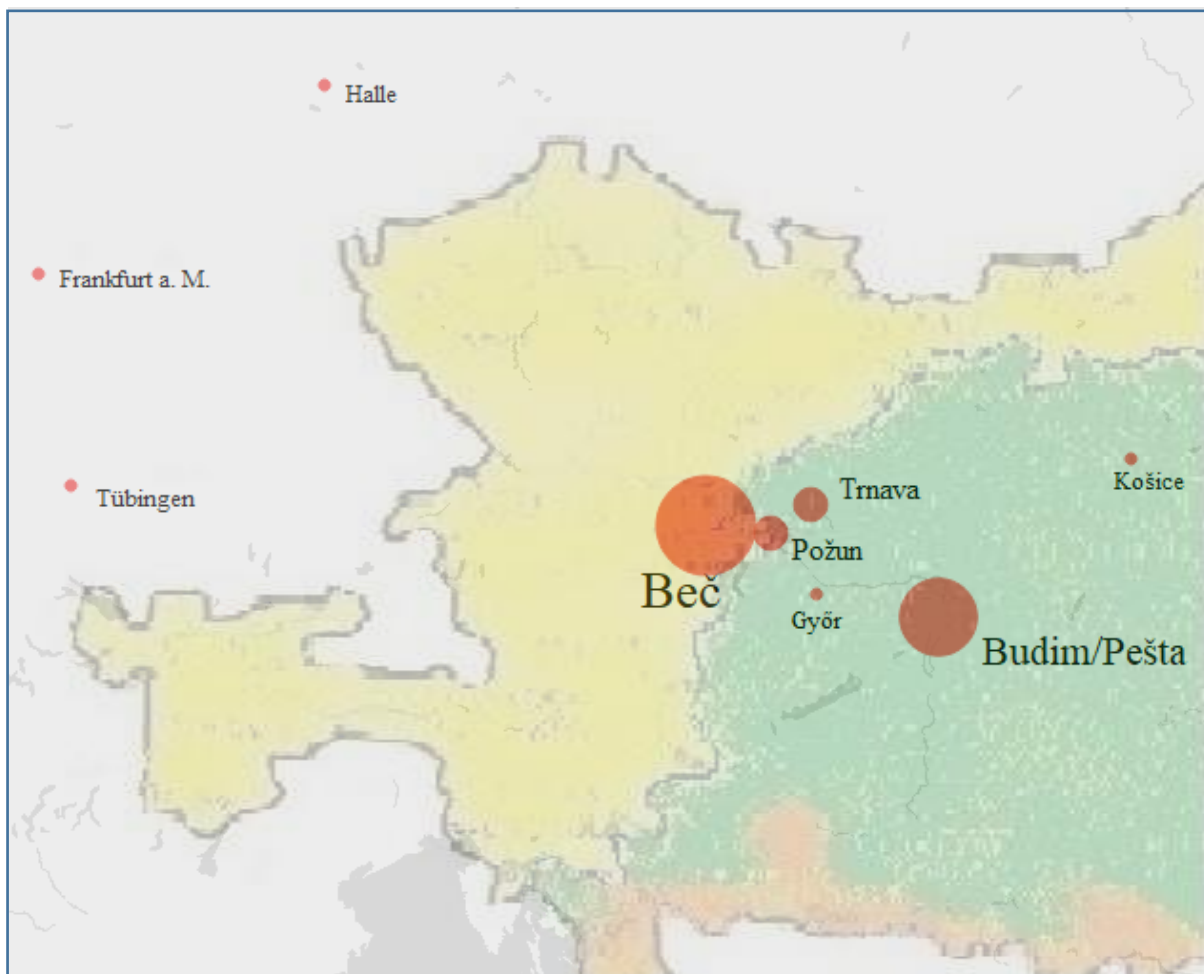 Halle
Frankfurt a. M.
Tübingen
Košice
Trnava
Požun
Beč
Győr
Budim/Pešta